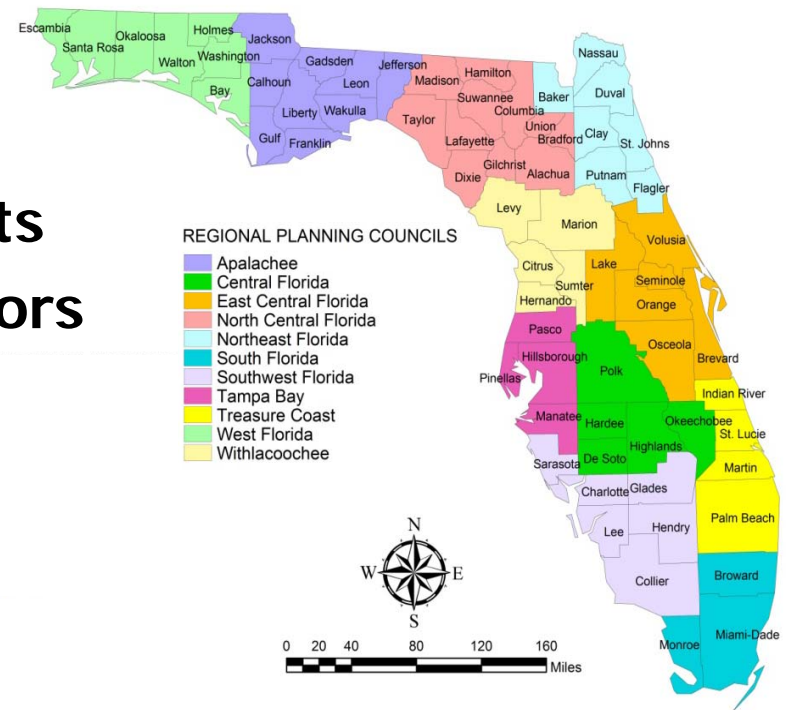 ts
ors
Escambia
Santa Rosa
Okaloosa
Walton
Holmes
Washington
Bay
Jackson
Calhoun
Gulf
Gadsden
Liberty
Franklin
Leon
Wakulla
Jefferson
Madison
Taylor
Hamilton
Suwannee
Lafayette
Dixie
Columbia
Gilchrist
Union
Bradford
Alachua
Baker
Nassau
Duval
Clay
St. Johns
Putnam
Flagler
Levy
Marion
Citrus
Sumter
Hernando
Lake
Volusia
Seminole
Orange
Osceola
Brevard
Pasco
Hillsborough
Pinellas
Manatee
Polk
Hardee
De Soto
Highlands
Okeechobee
Indian River
St. Lucie
Martin
Palm Beach
Sarasota
Charlotte
Glades
Lee
Hendry
Collier
Broward
Monroe
Miami-Dade
REGIONAL PLANNING COUNCILS
Apalachee
Central Florida
East Central Florida
North Central Florida
Northeast Florida
South Florida
Southwest Florida
Tampa Bay
Treasure Coast
West Florida
Withlacoochee
N
W E
S
0 20 40 80 120 160
Miles